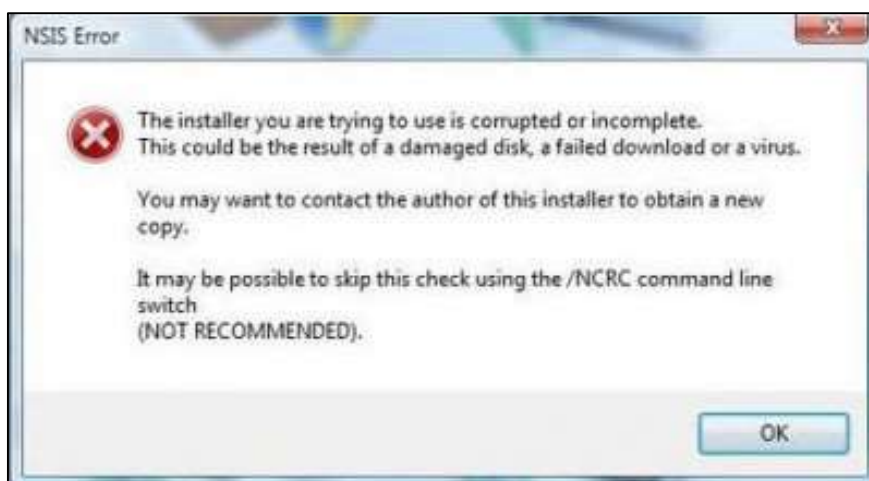 NSIS Error
The installer you are trying to use is corrupted or incomplete.
This could be the result of a damaged disk, a failed download or a virus.
You may want to contact the author of this installer to obtain a new
copy.
It may be possible to skip this check using the /NCRC command line
switch
(NOT RECOMMENDED).
OK